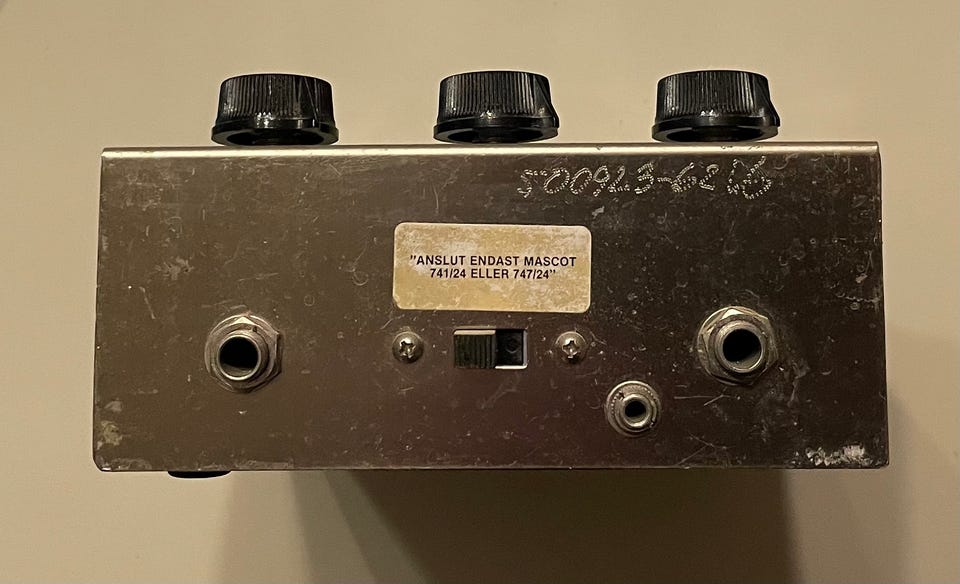 "ANSLUT ENDAST MASCOT
741/24 ELLER 747/24"